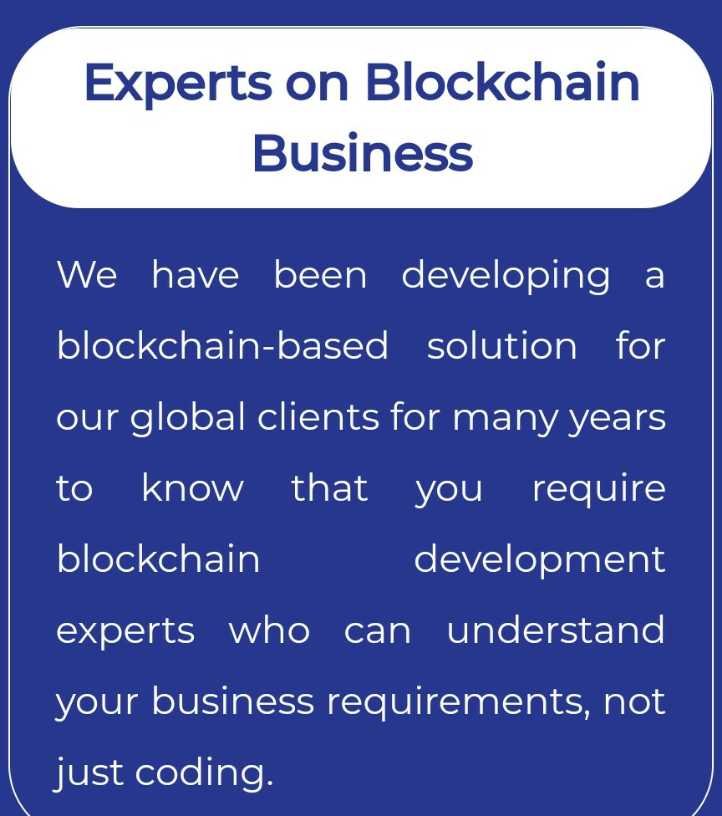 Experts on Blockchain
Business
We have been developing a
blockchain-based solution for
our global clients for many years
to know that you require
blockchain development
experts who can understand
your business requirements, not
just coding.